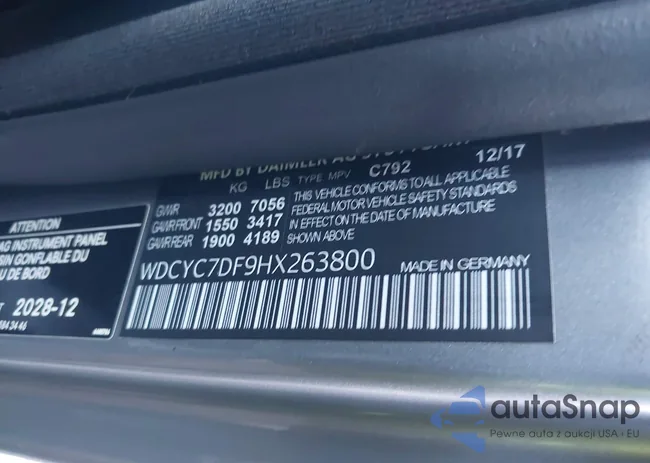 MFD BY DAIMLER AG
KG LBS TYPE MPV C792 12/17
GVWR 3200 7056
GAWR FRONT 1550 3417
GAWR REAR 1900 4189
THIS VEHICLE CONFORMS TO ALL APPLICABLE
FEDERAL MOTOR VEHICLE SAFETY STANDARDS
IN EFFECT ON THE DATE OF MANUFACTURE
SHOWN ABOVE
WDCYC7DF9HX263800 MADE IN GERMANY
ATTENTION
AG INSTRUMENT PANEL
SIN GONFLABLE DU
U DE BORD
2028-12
autaSnap
Pewne auta z aukcji USA i EU